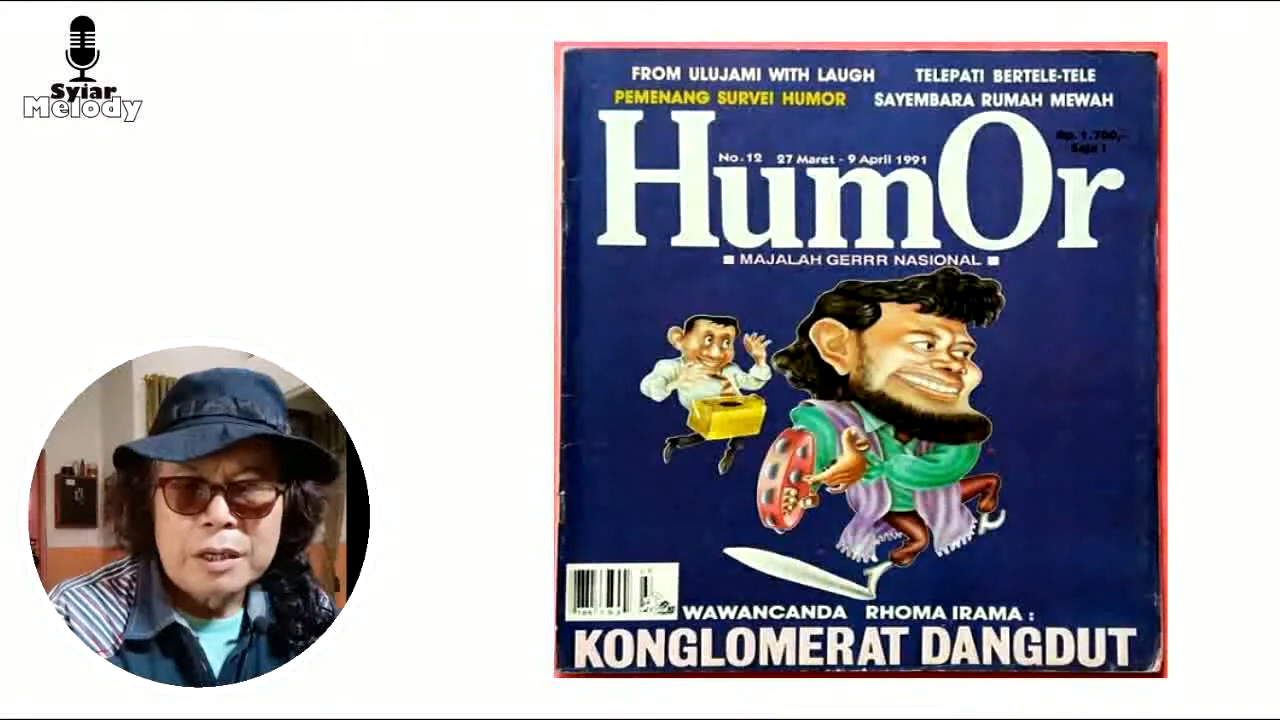 Syiar
Melody
FROM ULUJAMI WITH LAUGH TELEPATI BERTELE-TELE
PEMENANG SURVEI HUMOR SAYEMBARA RUMAH MEWAH
Rp. 1.700,-
Saja !
HumOr
No. 12 27 Maret - 9 April 1991
MAJALAH GERRR NASIONAL
WAWANCANDA RHOMA IRAMA :
KONGLOMERAT DANGDUT